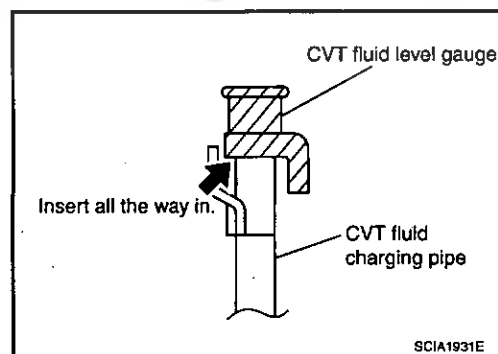 CVT fluid level gauge
Insert all the way in.
CVT fluid
charging pipe
SCIA1931E